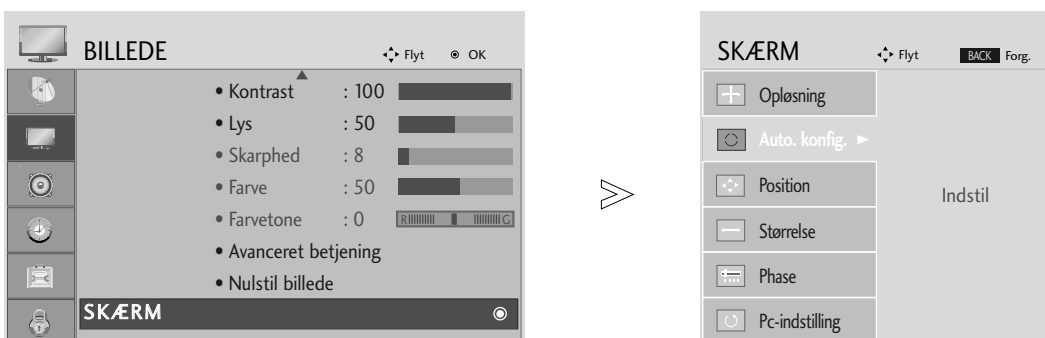 BILLEDE
Flyt OK
• Kontrast : 100
• Lys : 50
• Skarphed : 8
• Farve : 50
• Farvetone : 0 R G
• Avanceret betjening
• Nulstil billede
SKÆRM
SKÆRM
Flyt BACK Forg.
Opløsning
Auto. konfig.
Position
Størrelse
Phase
Pc-indstilling
Indstil